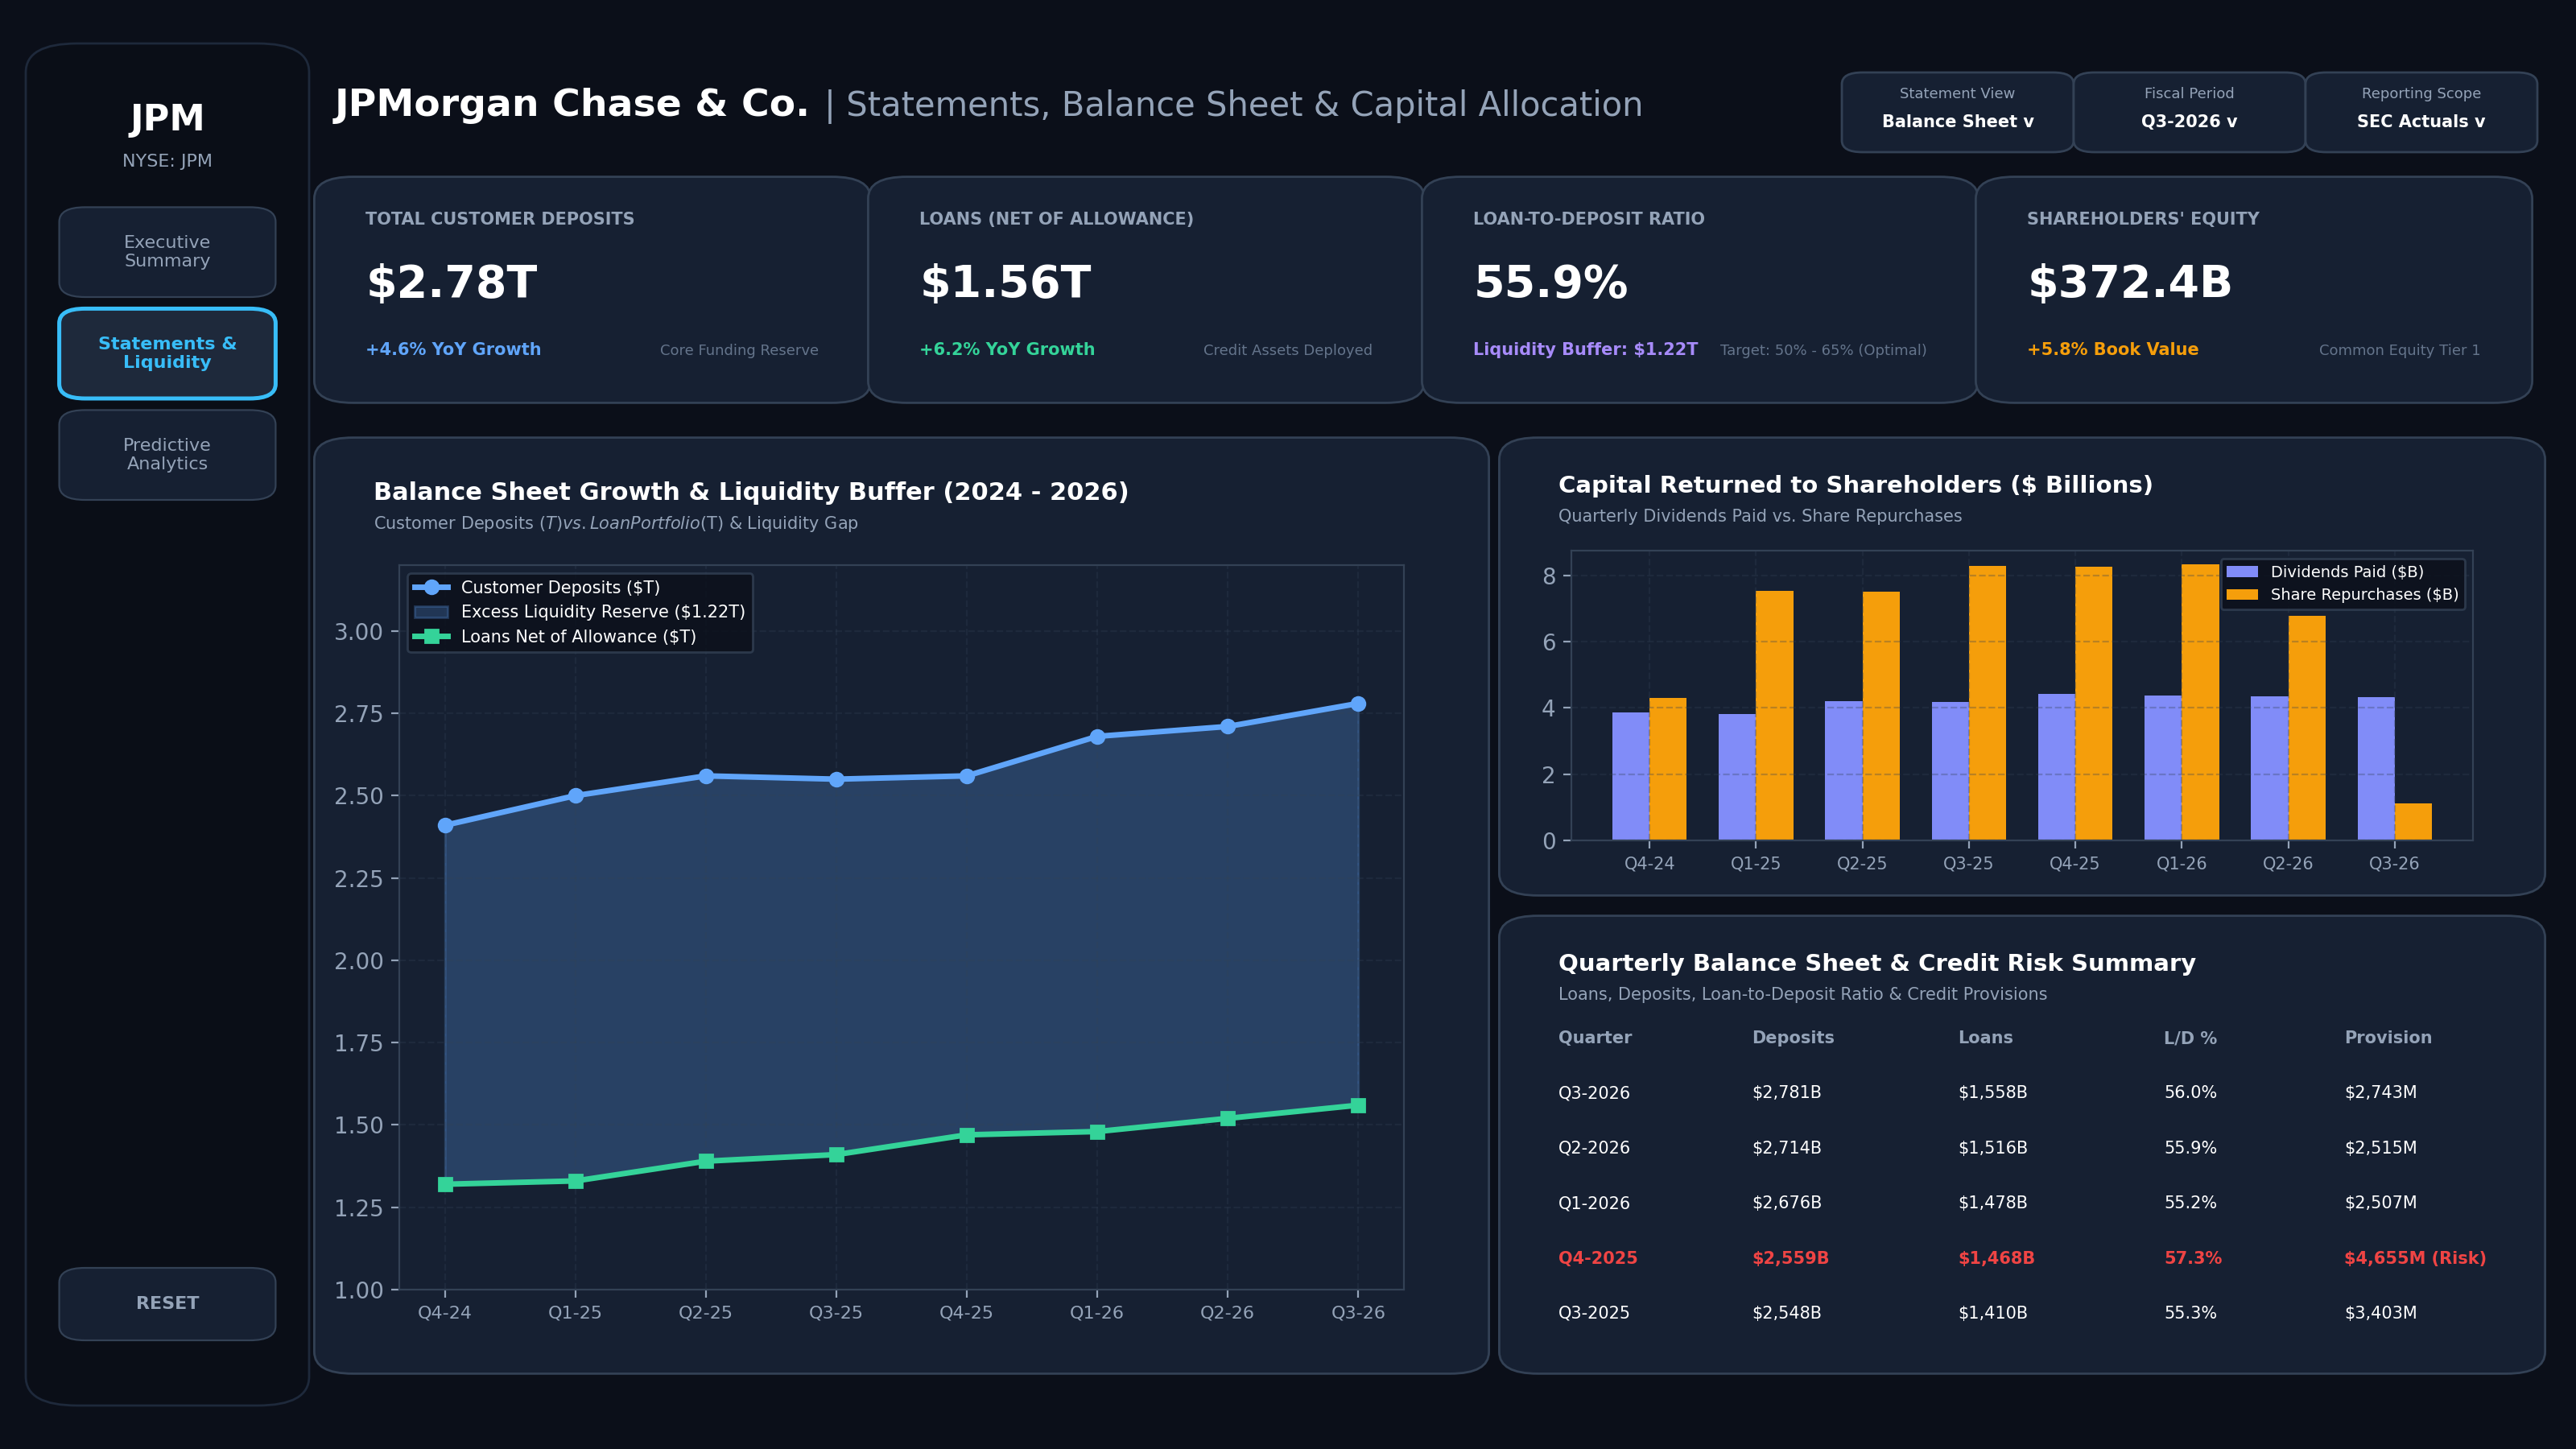 JPM
NYSE: JPM
Executive
Summary
Statements &
Liquidity
Predictive
Analytics
RESET
JPMorgan Chase & Co. | Statements, Balance Sheet & Capital Allocation
Statement View
Balance Sheet v
Fiscal Period
Q3-2026 v
Reporting Scope
SEC Actuals v
TOTAL CUSTOMER DEPOSITS
$2.78T
+4.6% YoY Growth Core Funding Reserve
LOANS (NET OF ALLOWANCE)
$1.56T
+6.2% YoY Growth Credit Assets Deployed
LOAN-TO-DEPOSIT RATIO
55.9%
Liquidity Buffer: $1.22T Target: 50% - 65% (Optimal)
SHAREHOLDERS' EQUITY
$372.4B
+5.8% Book Value Common Equity Tier 1
Balance Sheet Growth & Liquidity Buffer (2024 - 2026)
Customer Deposits (T)vs.LoanPortfolio(T) & Liquidity Gap
Customer Deposits ($T)
Excess Liquidity Reserve ($1.22T)
Loans Net of Allowance ($T)
3.00
2.75
2.50
2.25
2.00
1.75
1.50
1.25
1.00
Q4-24 Q1-25 Q2-25 Q3-25 Q4-25 Q1-26 Q2-26 Q3-26
Capital Returned to Shareholders ($ Billions)
Quarterly Dividends Paid vs. Share Repurchases
Dividends Paid ($B)
Share Repurchases ($B)
8
6
4
2
0
Q4-24 Q1-25 Q2-25 Q3-25 Q4-25 Q1-26 Q2-26 Q3-26
Quarterly Balance Sheet & Credit Risk Summary
Loans, Deposits, Loan-to-Deposit Ratio & Credit Provisions
Quarter Deposits Loans L/D % Provision
Q3-2026 $2,781B $1,558B 56.0% $2,743M
Q2-2026 $2,714B $1,516B 55.9% $2,515M
Q1-2026 $2,676B $1,478B 55.2% $2,507M
Q4-2025 $2,559B $1,468B 57.3% $4,655M (Risk)
Q3-2025 $2,548B $1,410B 55.3% $3,403M